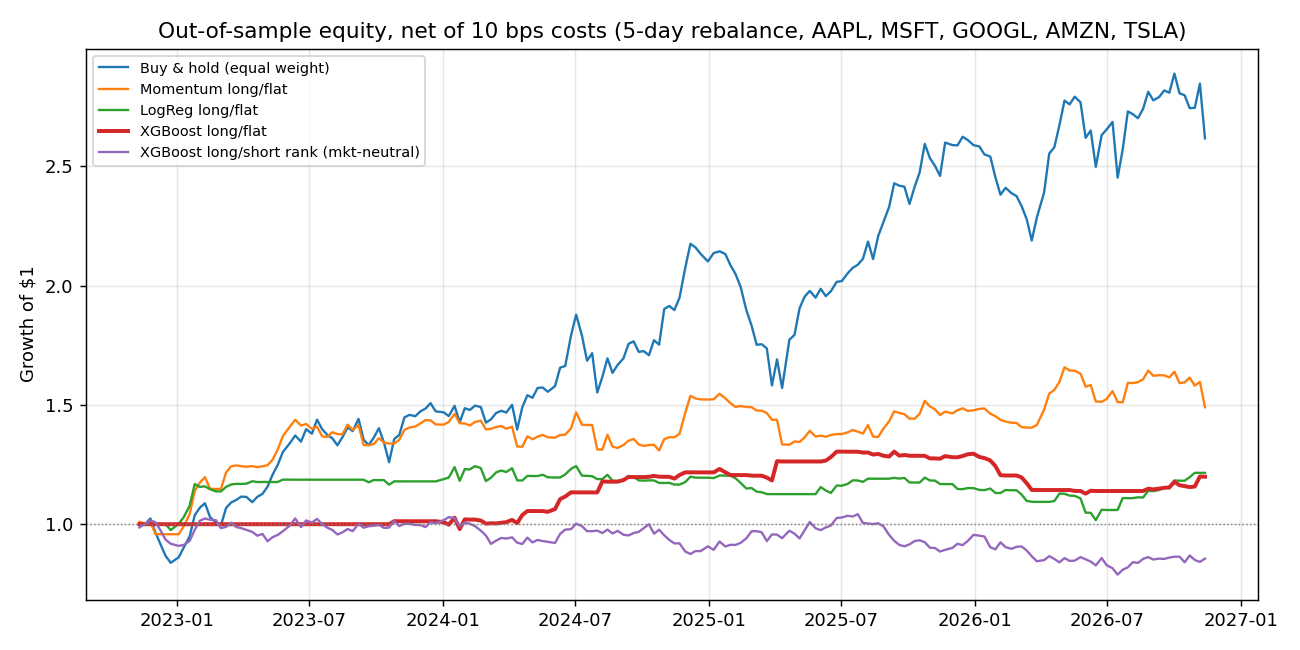 Out-of-sample equity, net of 10 bps costs (5-day rebalance, AAPL, MSFT, GOOGL, AMZN, TSLA)
Buy & hold (equal weight)
Momentum long/flat
LogReg long/flat
XGBoost long/flat
XGBoost long/short rank (mkt-neutral)
Growth of $1
2.5
2.0
1.5
1.0
2023-01 2023-07 2024-01 2024-07 2025-01 2025-07 2026-01 2026-07 2027-01